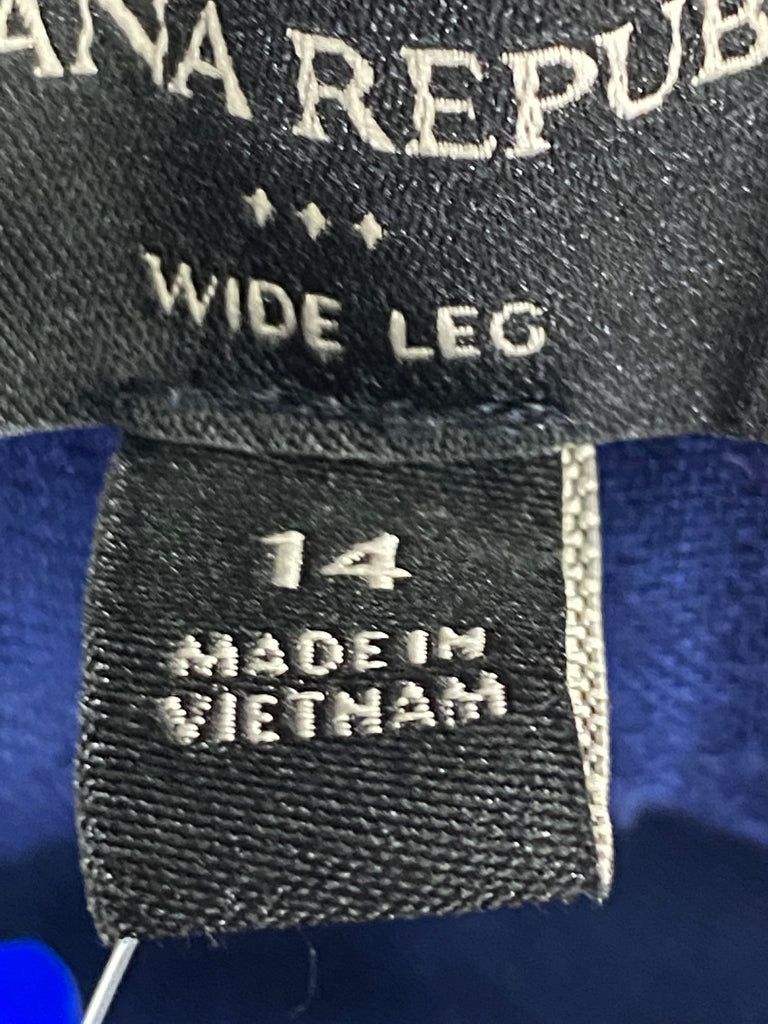 ANA REPUB
WIDE LEG
14
MADE IN
VIETNAM